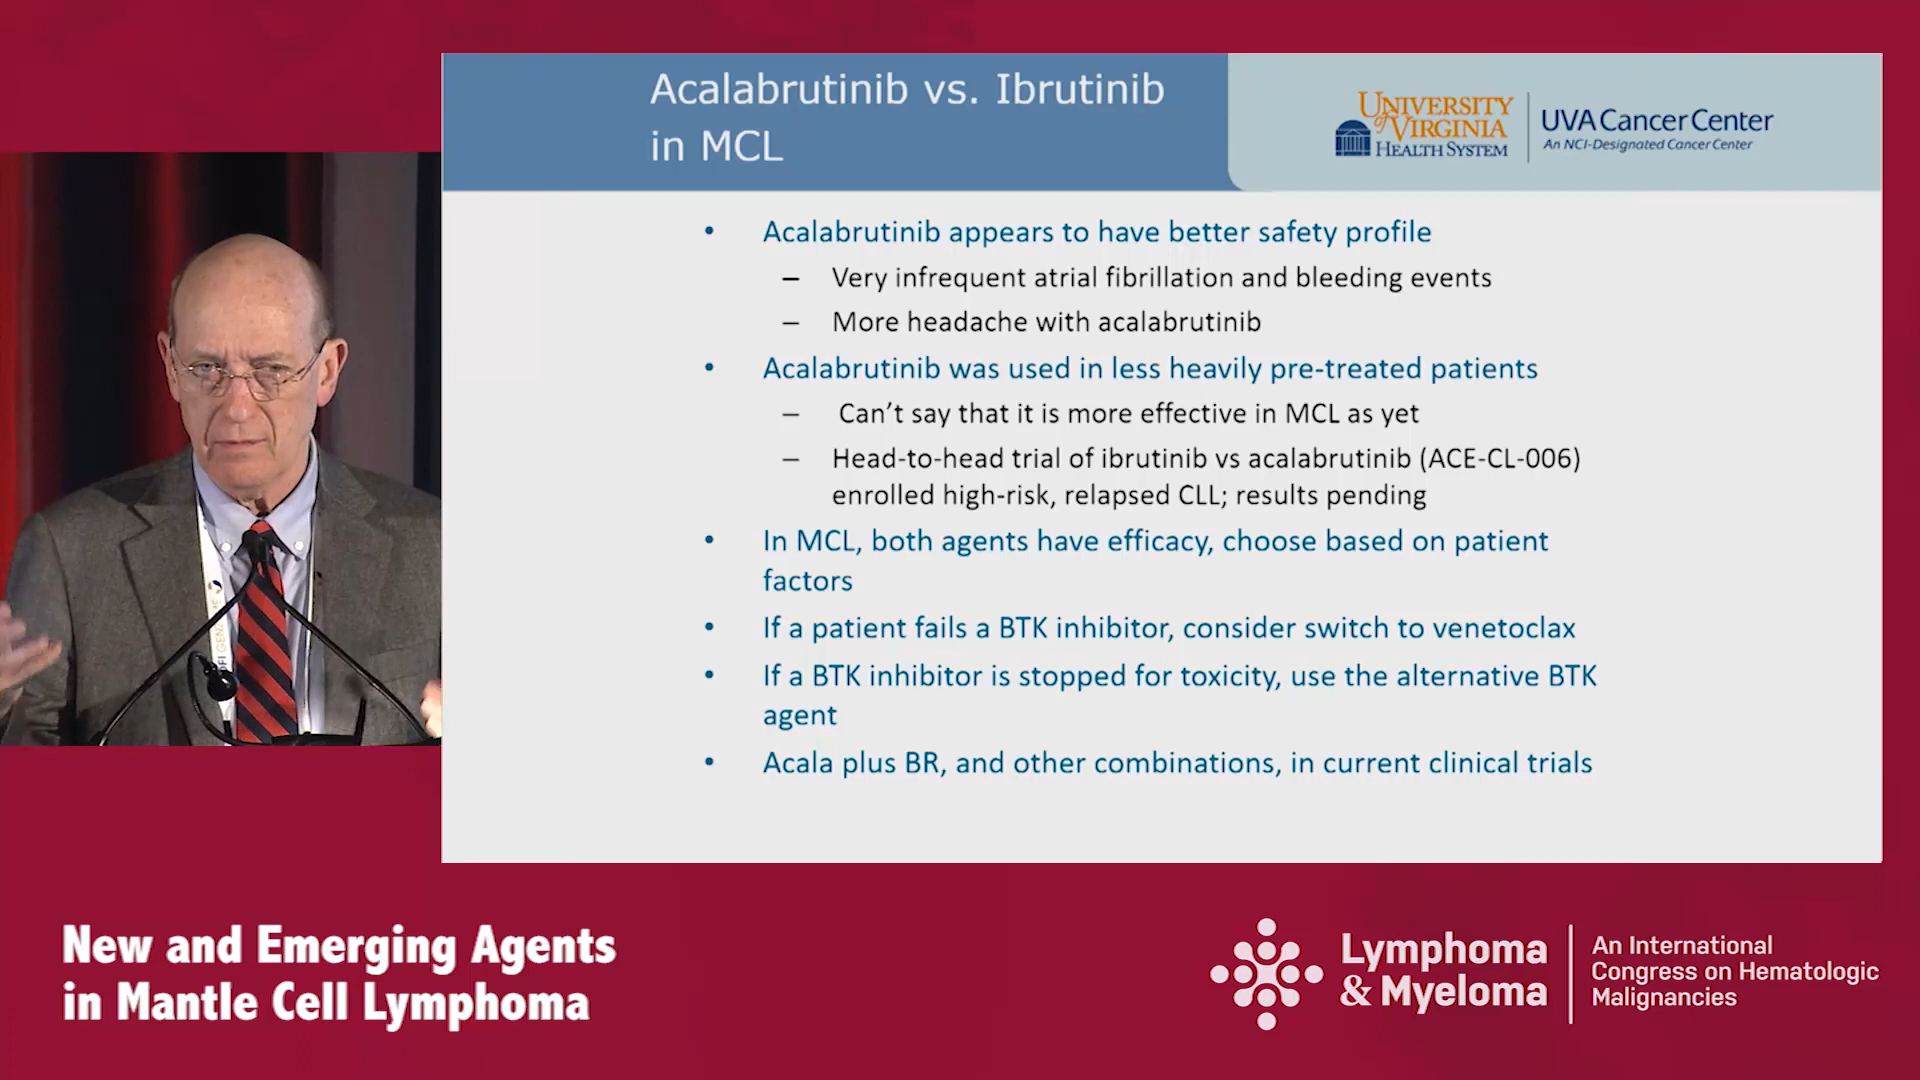 Acalabrutinib vs. Ibrutinib
in MCL
UNIVERSITY
of VIRGINIA
HEALTH SYSTEM
UVA Cancer Center
An NCI-Designated Cancer Center
• Acalabrutinib appears to have better safety profile
– Very infrequent atrial fibrillation and bleeding events
– More headache with acalabrutinib
• Acalabrutinib was used in less heavily pre-treated patients
– Can’t say that it is more effective in MCL as yet
– Head-to-head trial of ibrutinib vs acalabrutinib (ACE-CL-006)
enrolled high-risk, relapsed CLL; results pending
• In MCL, both agents have efficacy, choose based on patient
factors
• If a patient fails a BTK inhibitor, consider switch to venetoclax
• If a BTK inhibitor is stopped for toxicity, use the alternative BTK
agent
• Acala plus BR, and other combinations, in current clinical trials
New and Emerging Agents
in Mantle Cell Lymphoma
Lymphoma
& Myeloma
An International
Congress on Hematologic
Malignancies